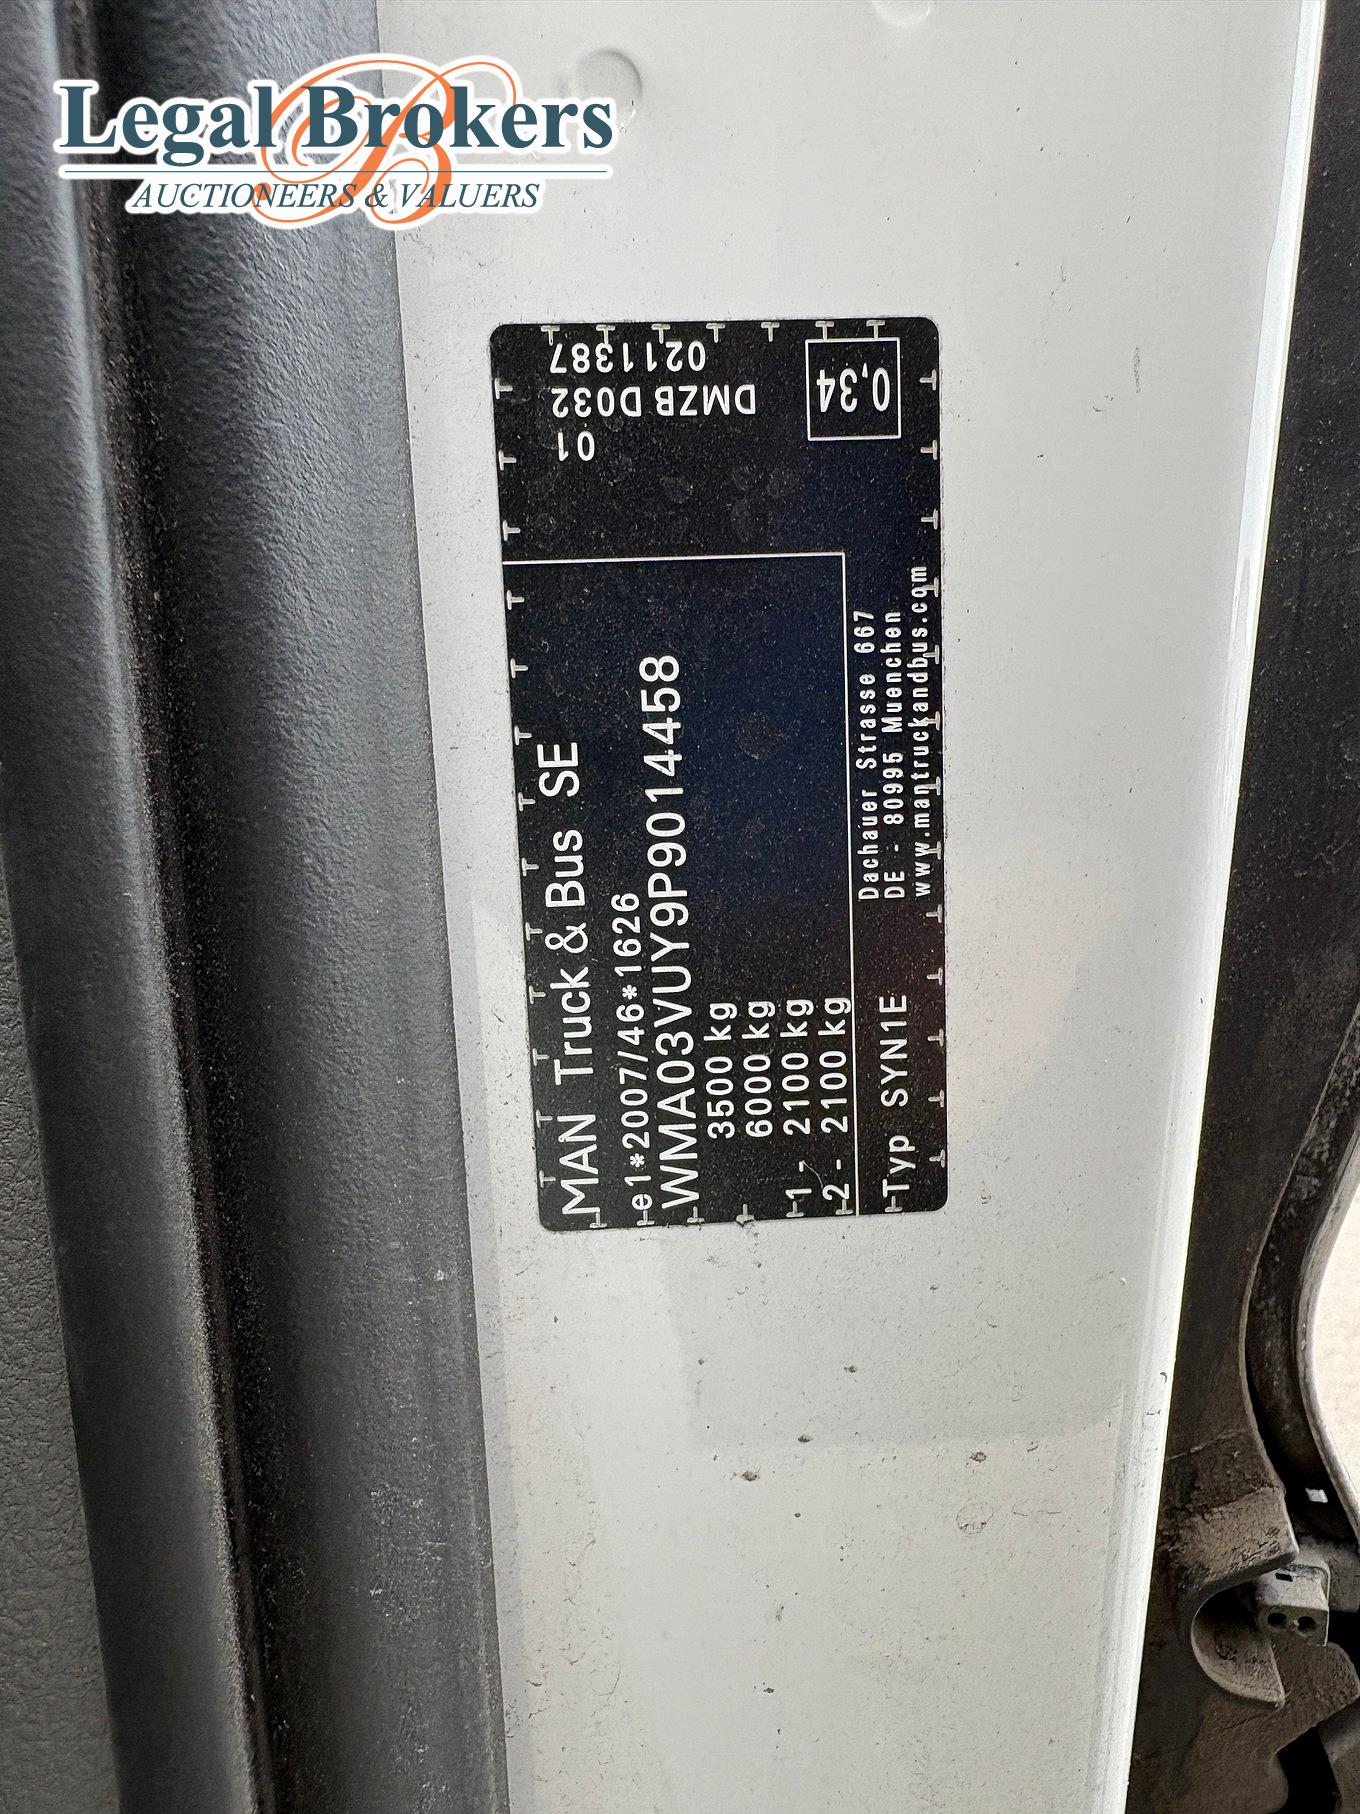 Legal Brokers
AUCTIONEERS & VALUERS
MAN Truck & Bus SE
e1*2007/46*1626
WMA03VUY9P9014458
3500 kg
6000 kg
1 - 2100 kg
2 - 2100 kg
Typ SYN1E
Dachauer Strasse 667
DE - 80995 Muenchen
www.mantruckandbus.com
01
DMZB D032
0211387
0,34